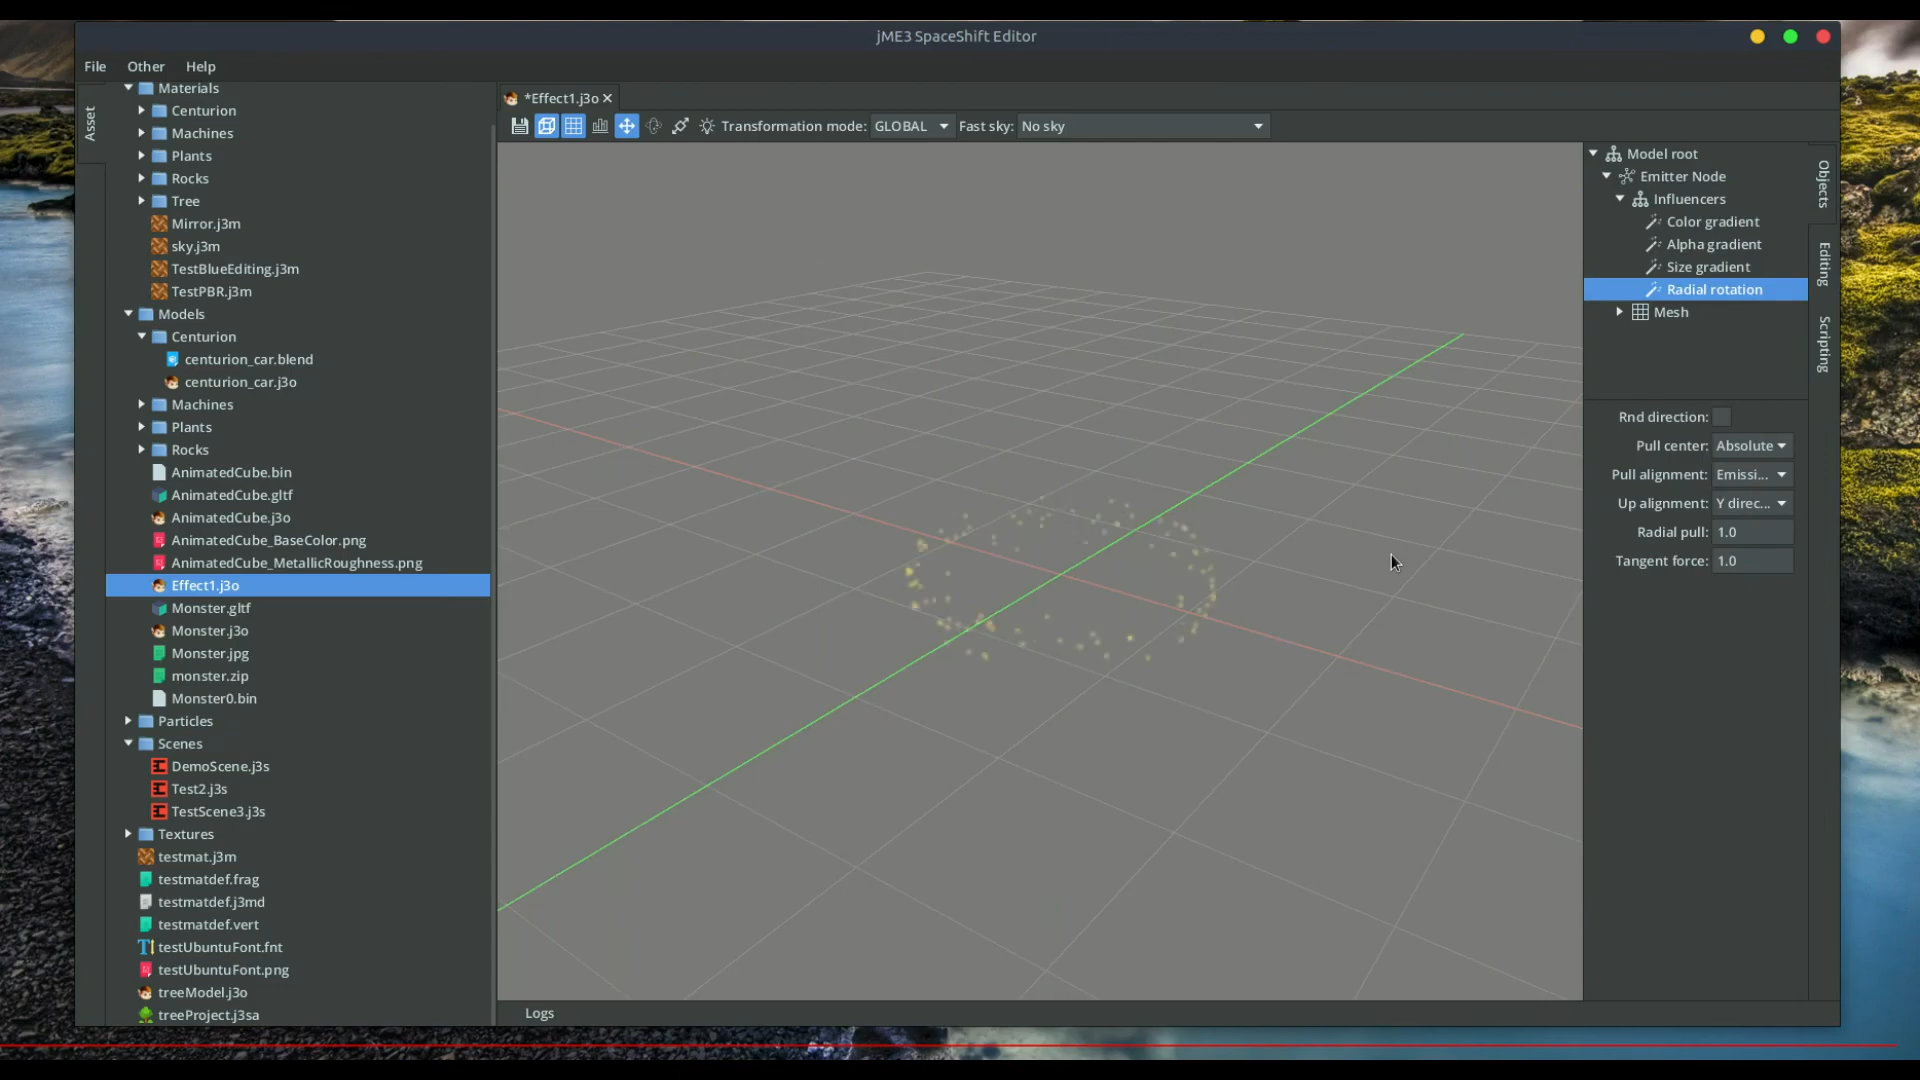 jME3 SpaceShift Editor
File Other Help
Asset
Materials
Centurion
Machines
Plants
Rocks
Tree
Mirror.j3m
sky.j3m
TestBlueEditing.j3m
TestPBR.j3m
Models
Centurion
centurion_car.blend
centurion_car.j3o
Machines
Plants
Rocks
AnimatedCube.bin
AnimatedCube.gltf
AnimatedCube.j3o
AnimatedCube_BaseColor.png
AnimatedCube_MetallicRoughness.png
Effect1.j3o
Monster.gltf
Monster.j3o
Monster.jpg
monster.zip
Monster0.bin
Particles
Scenes
DemoScene.j3s
Test2.j3s
TestScene3.j3s
Textures
testmat.j3m
testmatdef.frag
testmatdef.j3md
testmatdef.vert
testUbuntuFont.fnt
testUbuntuFont.png
treeModel.j3o
treeProject.j3sa
*Effect1.j3o
Transformation mode: GLOBAL Fast sky: No sky
Model root
Emitter Node
Influencers
Color gradient
Alpha gradient
Size gradient
Radial rotation
Mesh
Objects
Editing
Scripting
Rnd direction:
Pull center: Absolute
Pull alignment: Emissi...
Up alignment: Y direc...
Radial pull: 1.0
Tangent force: 1.0
Logs